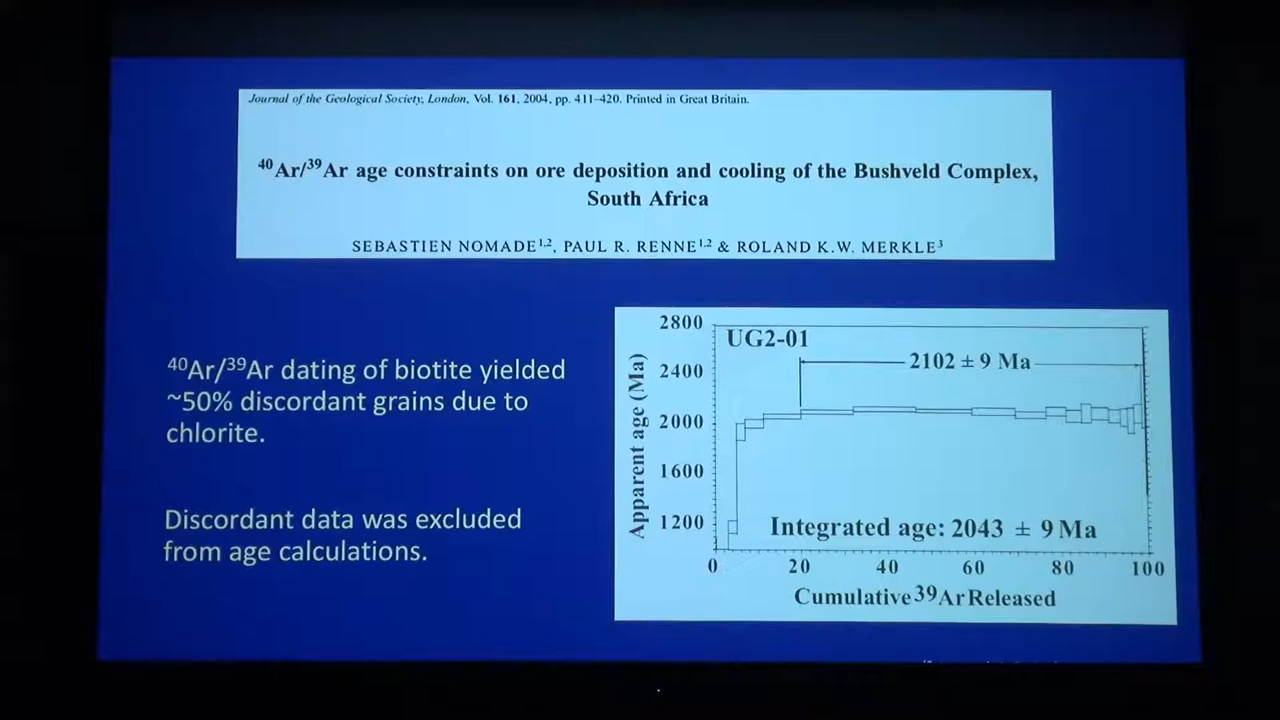 Journal of the Geological Society, London, Vol. 161, 2004, pp. 411–420. Printed in Great Britain.
⁴⁰Ar/³⁹Ar age constraints on ore deposition and cooling of the Bushveld Complex,
South Africa
SEBASTIEN NOMADE¹,², PAUL R. RENNE¹,² & ROLAND K.W. MERKLE³
⁴⁰Ar/³⁹Ar dating of biotite yielded
~50% discordant grains due to
chlorite.
Discordant data was excluded
from age calculations.
UG2-01
2102 ± 9 Ma
Integrated age: 2043 ± 9 Ma
Apparent age (Ma)
2800
2400
2000
1600
1200
0 20 40 60 80 100
Cumulative ³⁹Ar Released